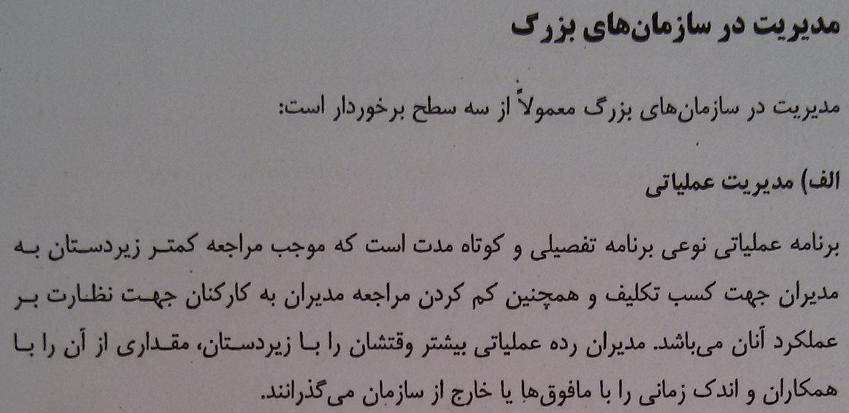 مدیریت در سازمان‌های بزرگ
مدیریت در سازمان‌های بزرگ معمولاً از سه سطح برخوردار است:
الف) مدیریت عملیاتی
برنامه عملیاتی نوعی برنامه تفصیلی و کوتاه مدت است که موجب مراجعه کمتر زیردستان به
مدیران جهت کسب تکلیف و همچنین کم کردن مراجعه مدیران به کارکنان جهت نظارت بر
عملکرد آنان می‌باشد. مدیران رده عملیاتی بیشتر وقتشان را با زیردستان، مقداری از آن را با
همکاران و اندک زمانی را با مافوق‌ها یا خارج از سازمان می‌گذرانند.